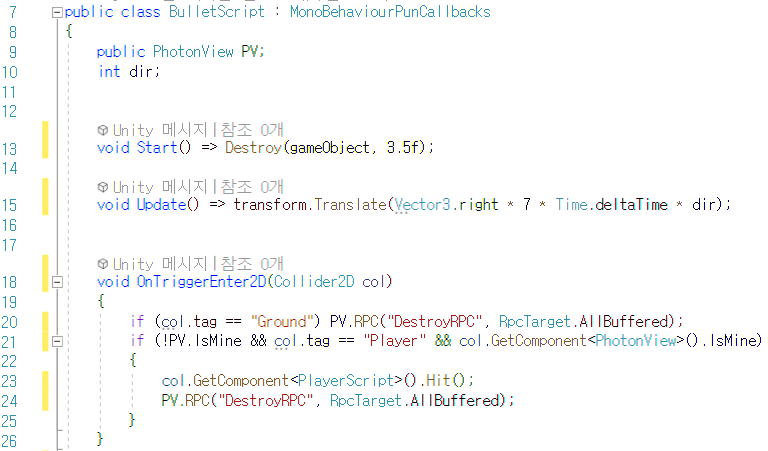 7 public class BulletScript : MonoBehaviourPunCallbacks
8 {
9 public PhotonView PV;
10 int dir;
11
12
Unity 메시지 | 참조 0개
13 void Start() => Destroy(gameObject, 3.5f);
14
Unity 메시지 | 참조 0개
15 void Update() => transform.Translate(Vector3.right * 7 * Time.deltaTime * dir);
16
17
Unity 메시지 | 참조 0개
18 void OnTriggerEnter2D(Collider2D col)
19 {
20 if (col.tag == "Ground") PV.RPC("DestroyRPC", RpcTarget.AllBuffered);
21 if (!PV.IsMine && col.tag == "Player" && col.GetComponent<PhotonView>().IsMine)
22 {
23 col.GetComponent<PlayerScript>().Hit();
24 PV.RPC("DestroyRPC", RpcTarget.AllBuffered);
25 }
26 }